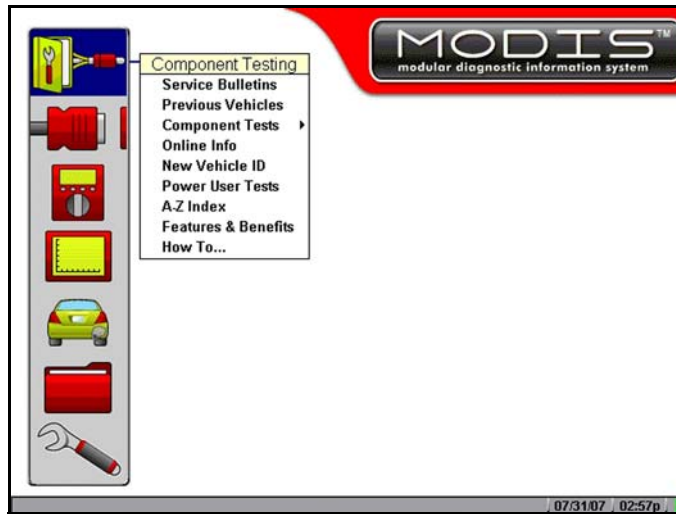 MODIS™
modular diagnostic information system
Component Testing
Service Bulletins
Previous Vehicles
Component Tests
Online Info
New Vehicle ID
Power User Tests
A-Z Index
Features & Benefits
How To...
07/31/07 02:57p